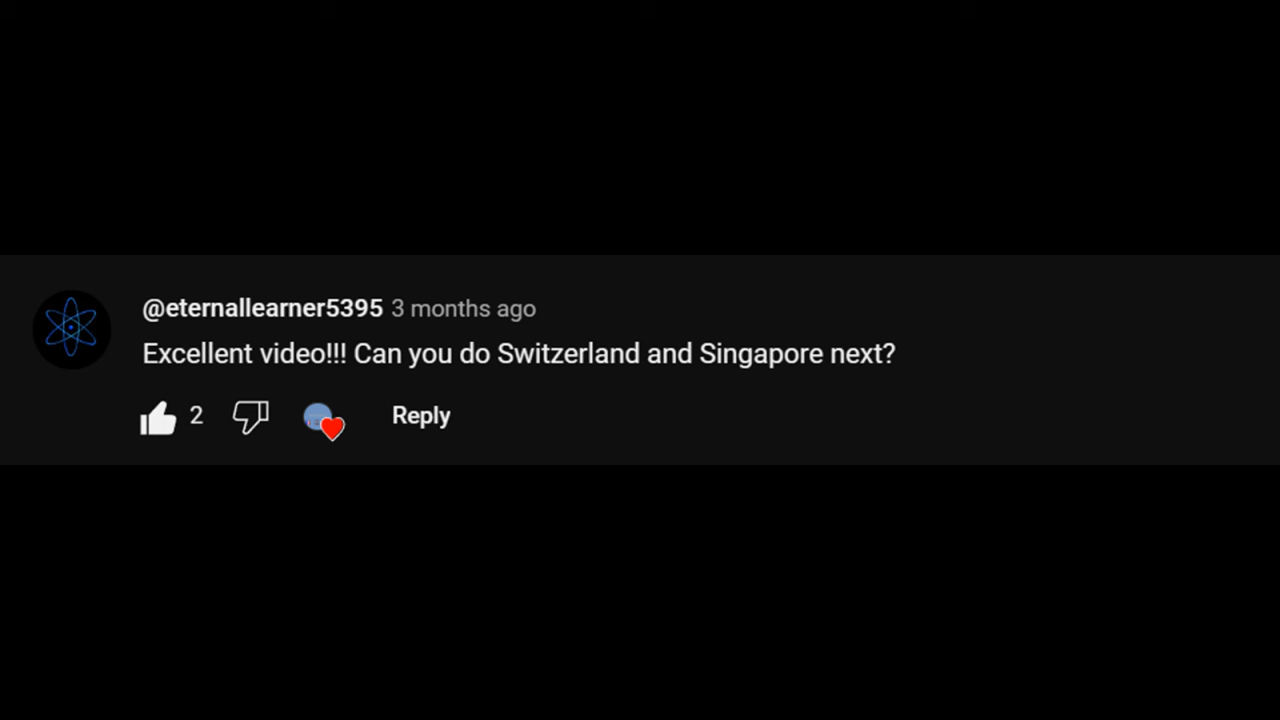 @eternallearner5395 3 months ago
Excellent video!!! Can you do Switzerland and Singapore next?
2 Reply